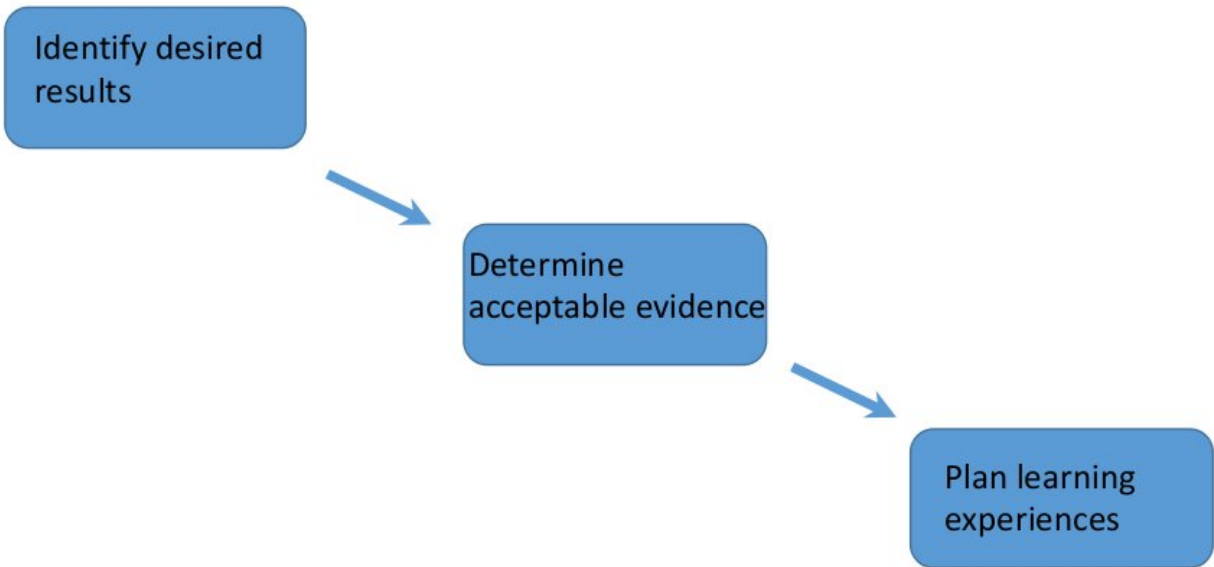 Identify desired
results
Determine
acceptable evidence
Plan learning
experiences